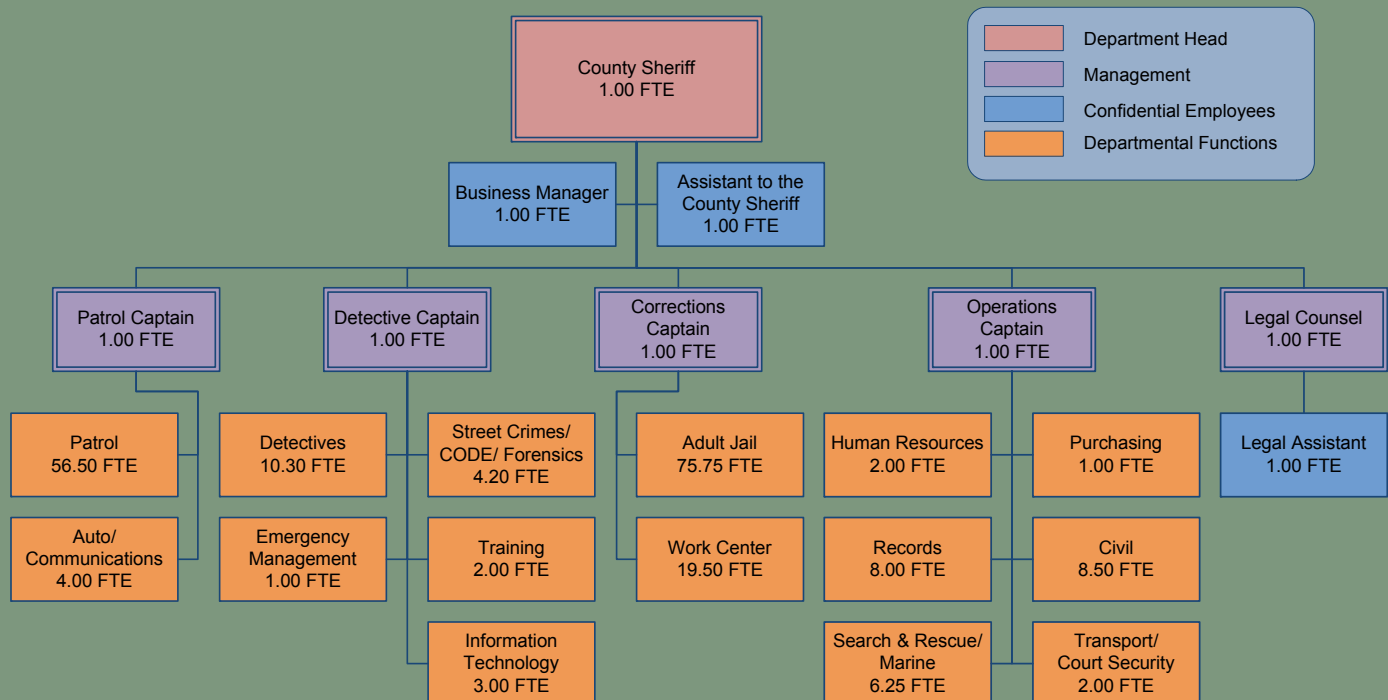 County Sheriff
1.00 FTE
Department Head
Management
Confidential Employees
Departmental Functions
Business Manager
1.00 FTE
Assistant to the
County Sheriff
1.00 FTE
Patrol Captain
1.00 FTE
Detective Captain
1.00 FTE
Corrections
Captain
1.00 FTE
Operations
Captain
1.00 FTE
Legal Counsel
1.00 FTE
Patrol
56.50 FTE
Detectives
10.30 FTE
Street Crimes/
CODE/ Forensics
4.20 FTE
Adult Jail
75.75 FTE
Human Resources
2.00 FTE
Purchasing
1.00 FTE
Legal Assistant
1.00 FTE
Auto/
Communications
4.00 FTE
Emergency
Management
1.00 FTE
Training
2.00 FTE
Work Center
19.50 FTE
Records
8.00 FTE
Civil
8.50 FTE
Information
Technology
3.00 FTE
Search & Rescue/
Marine
6.25 FTE
Transport/
Court Security
2.00 FTE